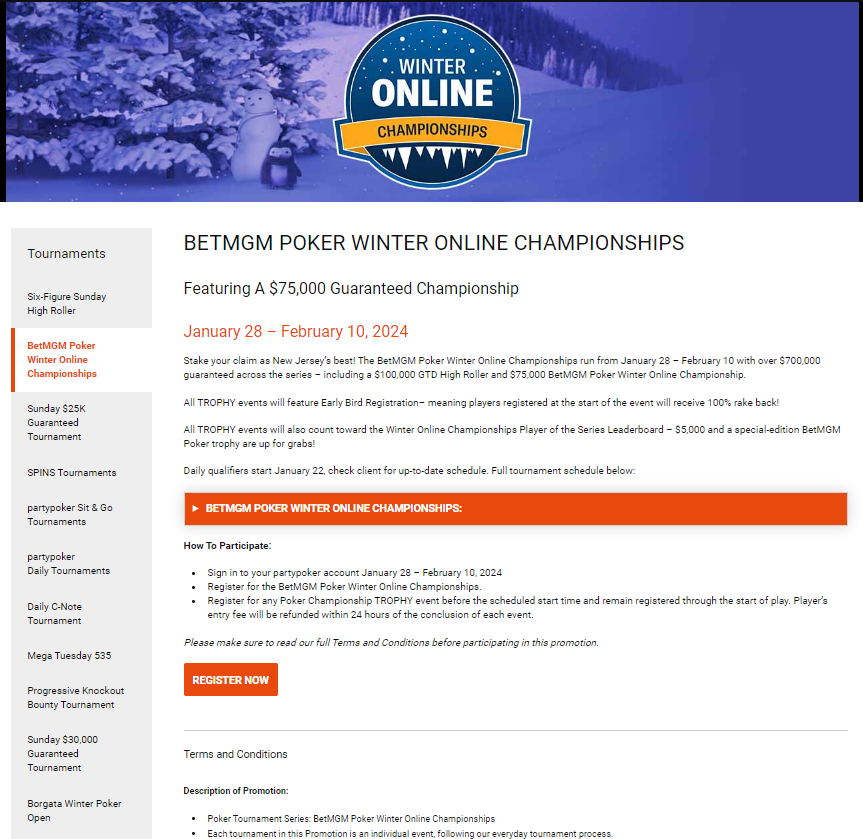 WINTER
ONLINE
CHAMPIONSHIPS
Tournaments
Six-Figure Sunday
High Roller
BetMGM Poker
Winter Online
Championships
Sunday $25K
Guaranteed
Tournament
SPINS Tournaments
partypoker Sit & Go
Tournaments
partypoker
Daily Tournaments
Daily C-Note
Tournament
Mega Tuesday 535
Progressive Knockout
Bounty Tournament
Sunday $30,000
Guaranteed
Tournament
Borgata Winter Poker
Open
BETMGM POKER WINTER ONLINE CHAMPIONSHIPS
Featuring A $75,000 Guaranteed Championship
January 28 – February 10, 2024
Stake your claim as New Jersey's best! The BetMGM Poker Winter Online Championships run from January 28 – February 10 with over $700,000
guaranteed across the series – including a $100,000 GTD High Roller and $75,000 BetMGM Poker Winter Online Championship.
All TROPHY events will feature Early Bird Registration– meaning players registered at the start of the event will receive 100% rake back!
All TROPHY events will also count toward the Winter Online Championships Player of the Series Leaderboard – $5,000 and a special-edition BetMGM
Poker trophy are up for grabs!
Daily qualifiers start January 22, check client for up-to-date schedule. Full tournament schedule below:
BETMGM POKER WINTER ONLINE CHAMPIONSHIPS:
How To Participate:
• Sign in to your partypoker account January 28 – February 10, 2024
• Register for the BetMGM Poker Winter Online Championships.
• Register for any Poker Championship TROPHY event before the scheduled start time and remain registered through the start of play. Player's
entry fee will be refunded within 24 hours of the conclusion of each event.
Please make sure to read our full Terms and Conditions before participating in this promotion.
REGISTER NOW
Terms and Conditions
Description of Promotion:
• Poker Tournament Series: BetMGM Poker Winter Online Championships
• Each tournament in this Promotion is an individual event, following our everyday tournament process.